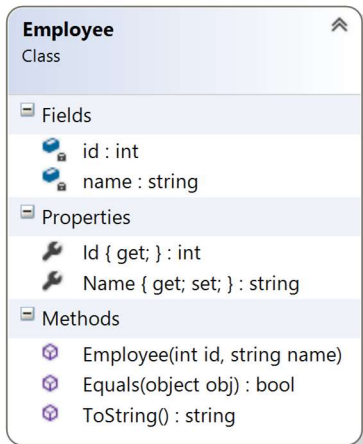 Employee
Class
Fields
id : int
name : string
Properties
Id { get; } : int
Name { get; set; } : string
Methods
Employee(int id, string name)
Equals(object obj) : bool
ToString() : string